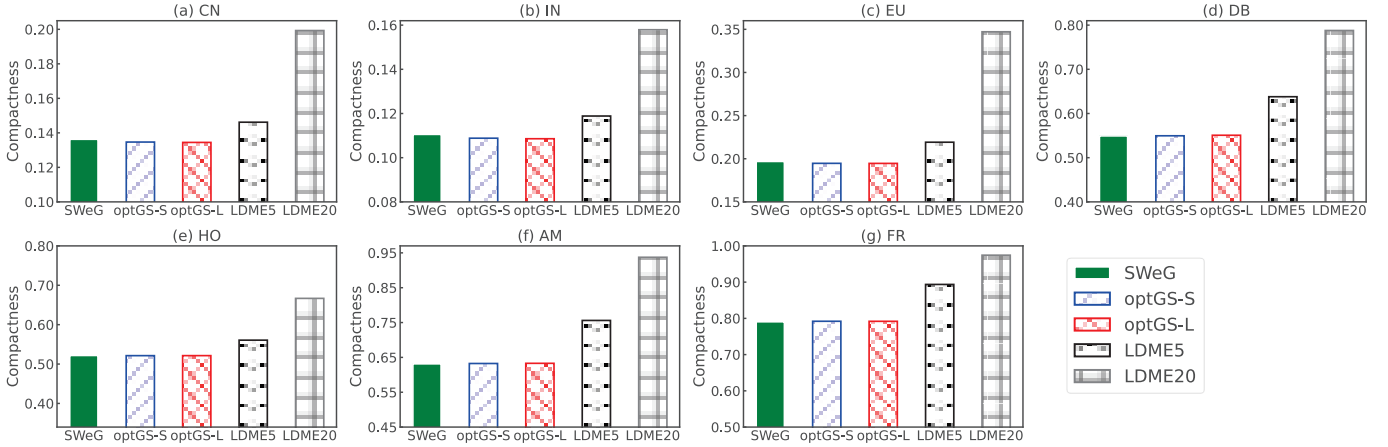 (a) CN
Compactness
0.20
0.18
0.16
0.14
0.12
0.10
SWeG optGS-S optGS-L LDME5 LDME20
(b) IN
Compactness
0.16
0.14
0.12
0.10
0.08
SWeG optGS-S optGS-L LDME5 LDME20
(c) EU
Compactness
0.35
0.30
0.25
0.20
0.15
SWeG optGS-S optGS-L LDME5 LDME20
(d) DB
Compactness
0.80
0.70
0.60
0.50
0.40
SWeG optGS-S optGS-L LDME5 LDME20
(e) HO
Compactness
0.80
0.70
0.60
0.50
0.40
SWeG optGS-S optGS-L LDME5 LDME20
(f) AM
Compactness
0.95
0.85
0.75
0.65
0.55
0.45
SWeG optGS-S optGS-L LDME5 LDME20
(g) FR
Compactness
1.00
0.90
0.80
0.70
0.60
0.50
SWeG optGS-S optGS-L LDME5 LDME20
SWeG
optGS-S
optGS-L
LDME5
LDME20